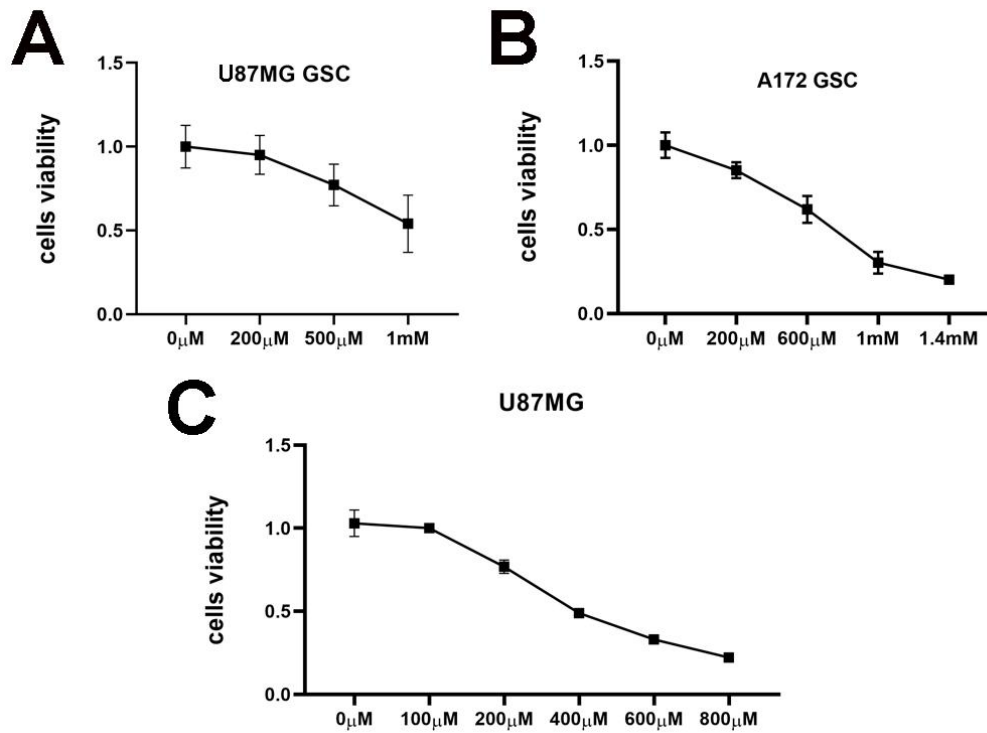 A
U87MG GSC
cells viability
1.5
1.0
0.5
0.0
0μM 200μM 500μM 1mM
B
A172 GSC
cells viability
1.5
1.0
0.5
0.0
0μM 200μM 600μM 1mM 1.4mM
C
U87MG
cells viability
1.5
1.0
0.5
0.0
0μM 100μM 200μM 400μM 600μM 800μM